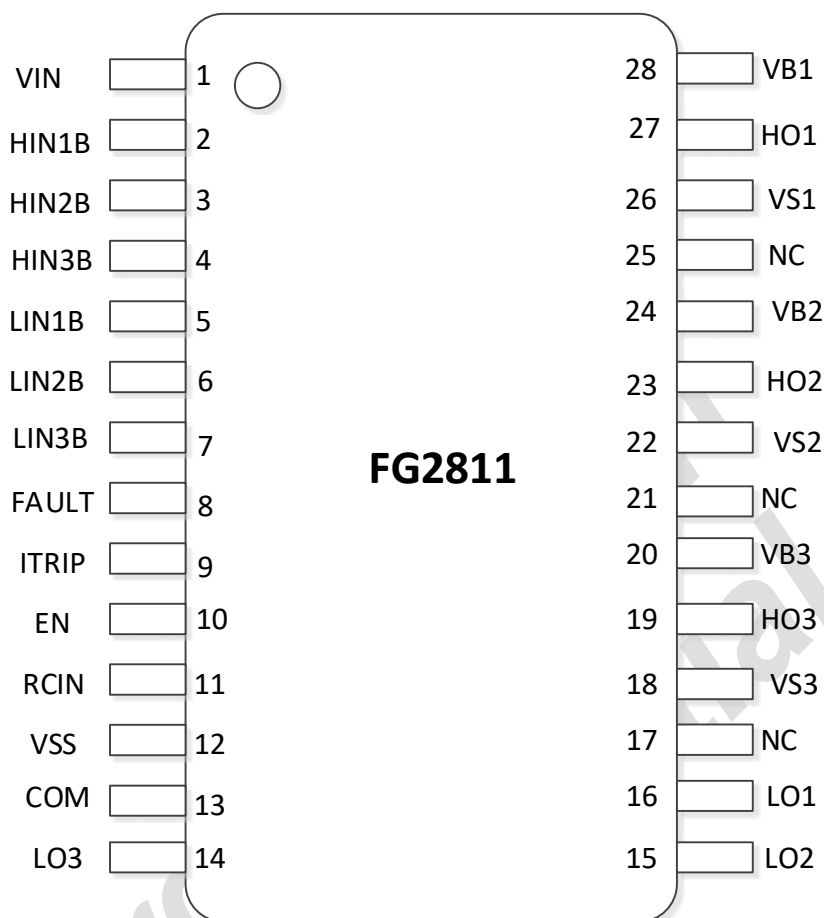 VIN 1 28 VB1
HIN1B 2 27 HO1
HIN2B 3 26 VS1
HIN3B 4 25 NC
LIN1B 5 24 VB2
LIN2B 6 23 HO2
LIN3B 7 22 VS2
FG2811
FAULT 8 21 NC
ITRIP 9 20 VB3
EN 10 19 HO3
RCIN 11 18 VS3
VSS 12 17 NC
COM 13 16 LO1
LO3 14 15 LO2